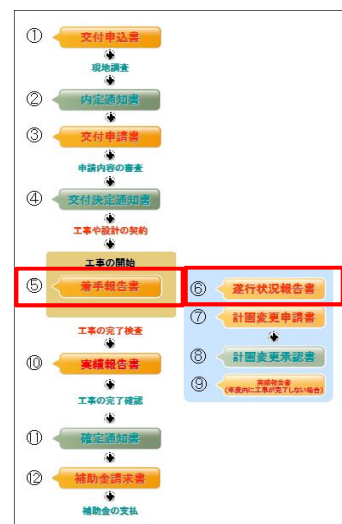 ① 交付申込書
現地調査
② 内定通知書
③ 交付申請書
申請内容の審査
④ 交付決定通知書
工事や設計の契約
工事の開始
⑤ 着手報告書
⑥ 遂行状況報告書
⑦ 計画変更申請書
⑧ 計画変更承認書
⑨ 実績報告書
(年度内に工事が完了しない場合)
工事の完了検査
⑩ 実績報告書
工事の完了確認
⑪ 確定通知書
⑫ 補助金請求書
補助金の支払